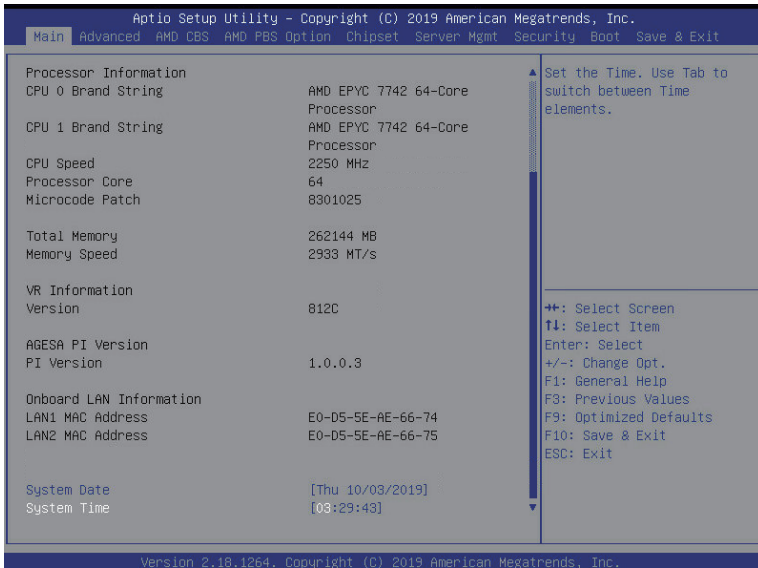 Aptio Setup Utility – Copyright (C) 2019 American Megatrends, Inc.
Main Advanced AMD CBS AMD PBS Option Chipset Server Mgmt Security Boot Save & Exit
Processor Information
CPU 0 Brand String AMD EPYC 7742 64-Core
Processor
CPU 1 Brand String AMD EPYC 7742 64-Core
Processor
CPU Speed 2250 MHz
Processor Core 64
Microcode Patch 8301025
Total Memory 262144 MB
Memory Speed 2933 MT/s
VR Information
Version 812C
AGESA PI Version
PI Version 1.0.0.3
Onboard LAN Information
LAN1 MAC Address E0-D5-5E-AE-66-74
LAN2 MAC Address E0-D5-5E-AE-66-75
System Date [Thu 10/03/2019]
System Time [03:29:43]
Set the Time. Use Tab to
switch between Time
elements.
→←: Select Screen
↑↓: Select Item
Enter: Select
+/-: Change Opt.
F1: General Help
F3: Previous Values
F9: Optimized Defaults
F10: Save & Exit
ESC: Exit
Version 2.18.1264. Copyright (C) 2019 American Megatrends, Inc.